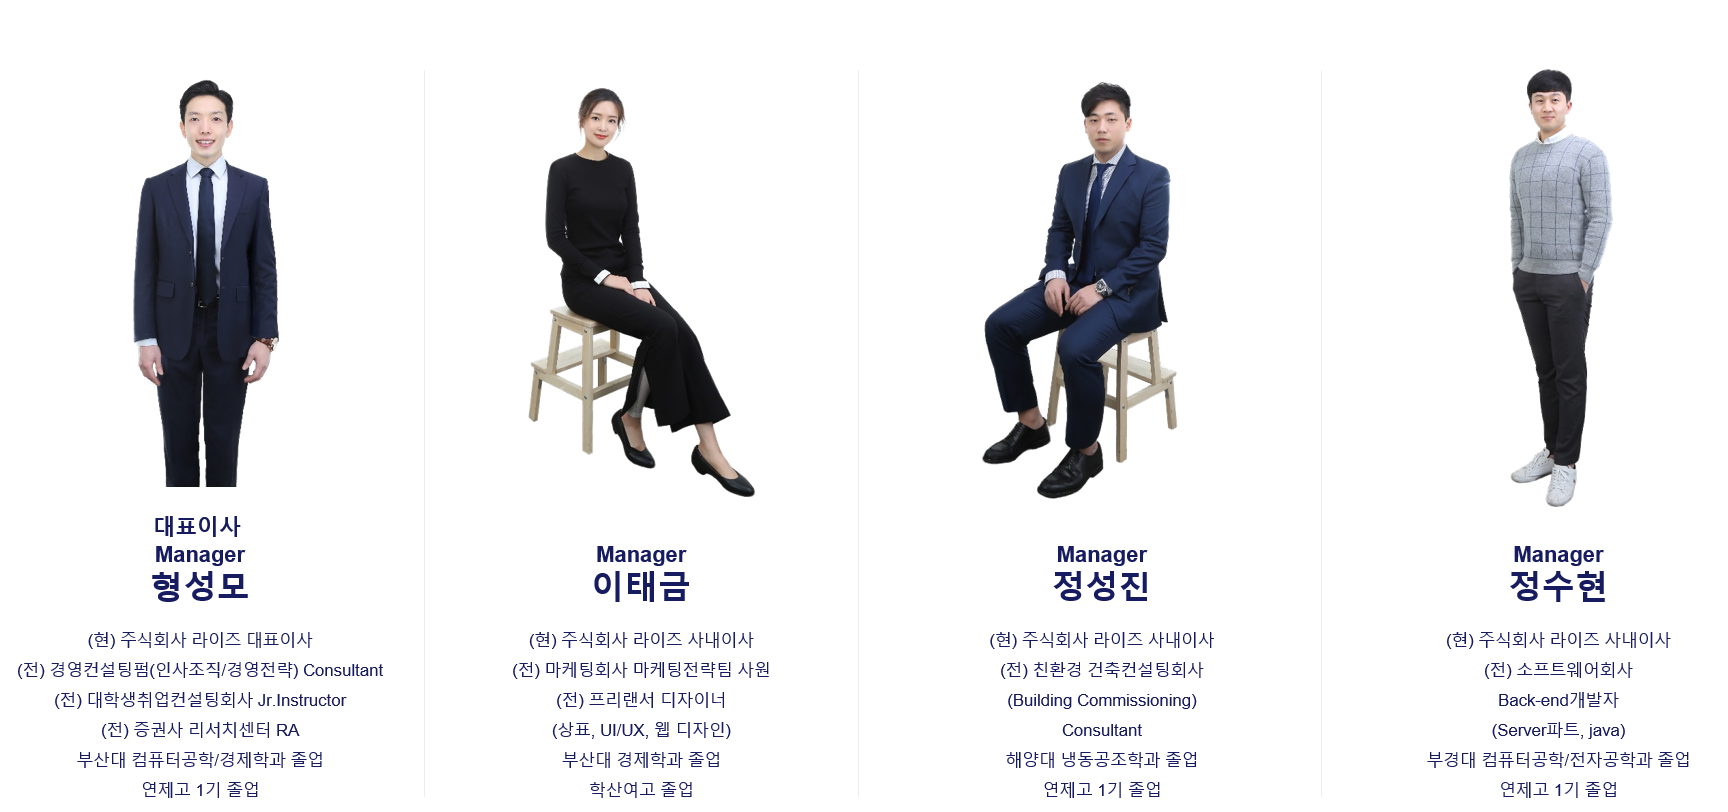 대표이사
Manager
형성모
(현) 주식회사 라이즈 대표이사
(전) 경영컨설팅펌(인사조직/경영전략) Consultant
(전) 대학생취업컨설팅회사 Jr.Instructor
(전) 증권사 리서치센터 RA
부산대 컴퓨터공학/경제학과 졸업
연제고 1기 졸업
Manager
이태금
(현) 주식회사 라이즈 사내이사
(전) 마케팅회사 마케팅전략팀 사원
(전) 프리랜서 디자이너
(상표, UI/UX, 웹 디자인)
부산대 경제학과 졸업
학산여고 졸업
Manager
정성진
(현) 주식회사 라이즈 사내이사
(전) 친환경 건축컨설팅회사
(Building Commissioning)
Consultant
해양대 냉동공조학과 졸업
연제고 1기 졸업
Manager
정수현
(현) 주식회사 라이즈 사내이사
(전) 소프트웨어회사
Back-end개발자
(Server파트, java)
부경대 컴퓨터공학/전자공학과 졸업
연제고 1기 졸업